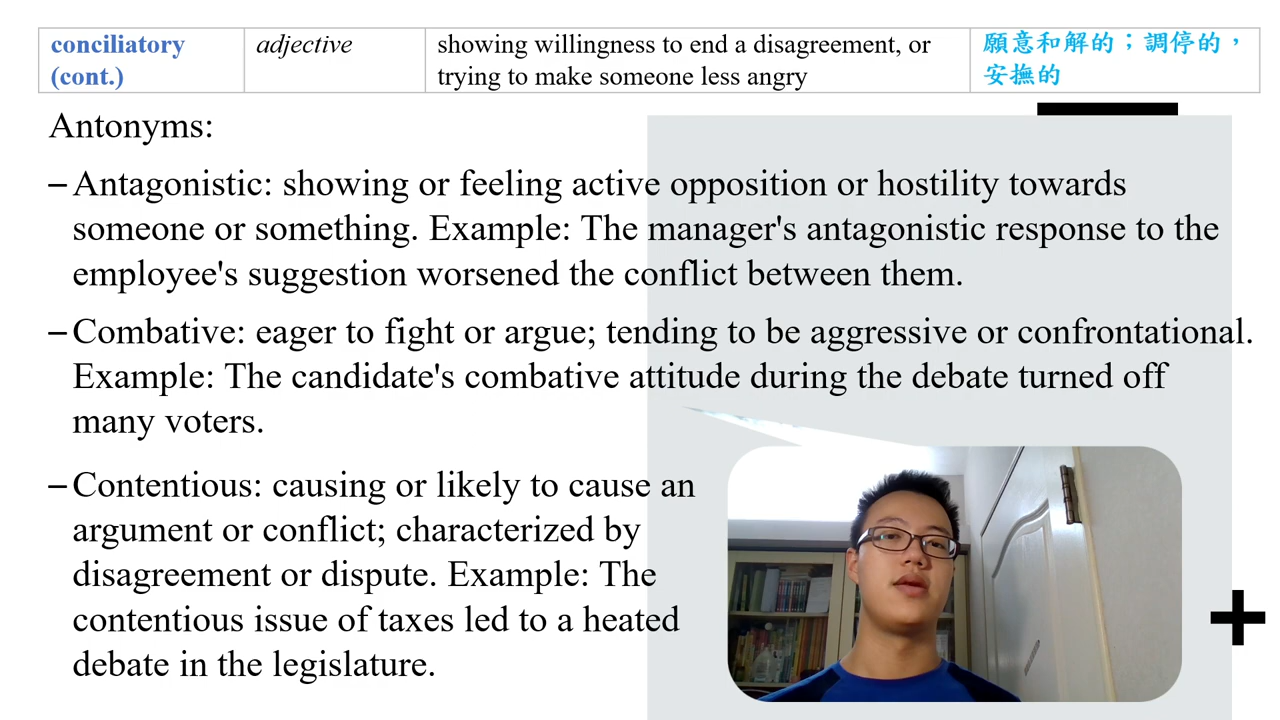 conciliatory (cont.)
adjective
showing willingness to end a disagreement, or
trying to make someone less angry
願意和解的；調停的，
安撫的
Antonyms:
– Antagonistic: showing or feeling active opposition or hostility towards
someone or something. Example: The manager's antagonistic response to the
employee's suggestion worsened the conflict between them.
– Combative: eager to fight or argue; tending to be aggressive or confrontational.
Example: The candidate's combative attitude during the debate turned off
many voters.
– Contentious: causing or likely to cause an
argument or conflict; characterized by
disagreement or dispute. Example: The
contentious issue of taxes led to a heated
debate in the legislature.